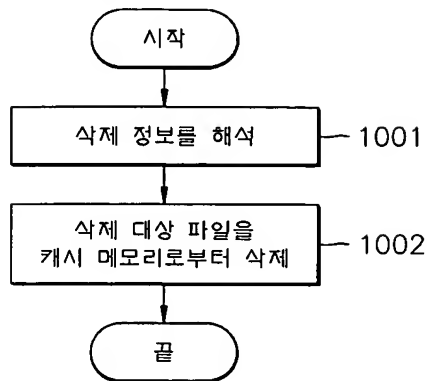 시작
삭제 정보를 해석
1001
삭제 대상 파일을
캐시 메모리로부터 삭제
1002
끝